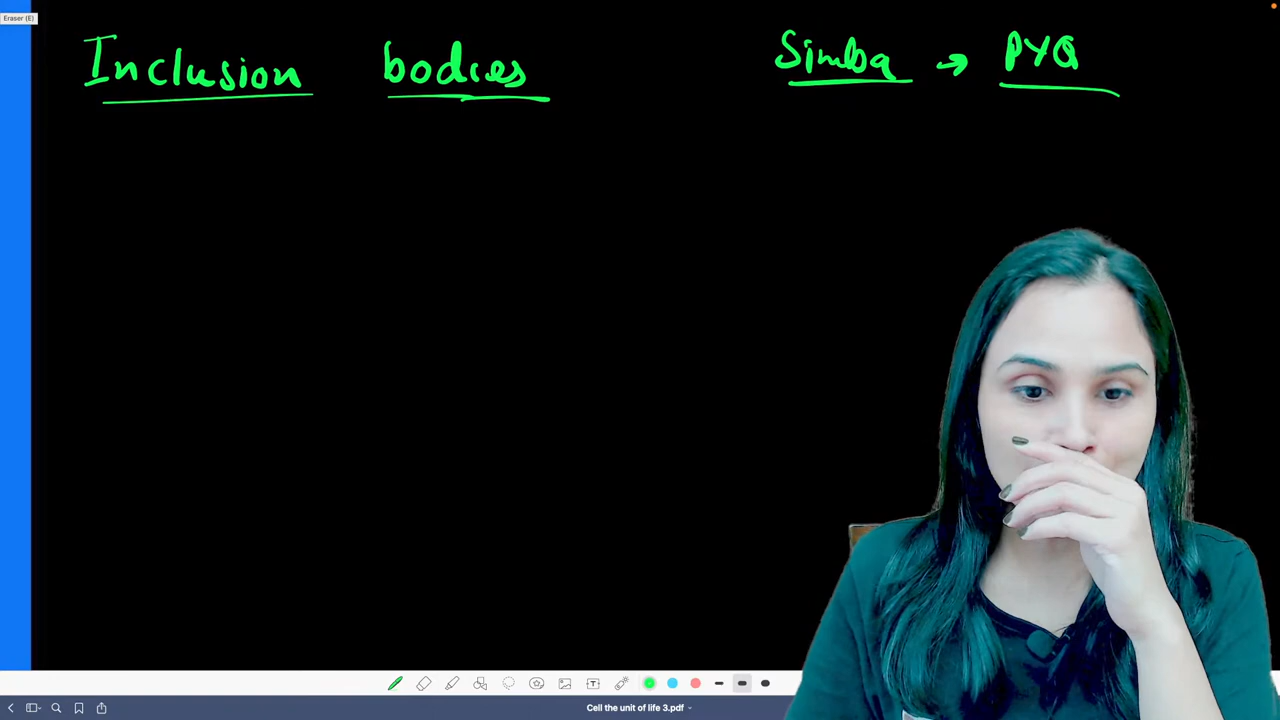 Eraser (E)
Inclusion bodies Simba → PYQ
Cell the unit of life 3.pdf